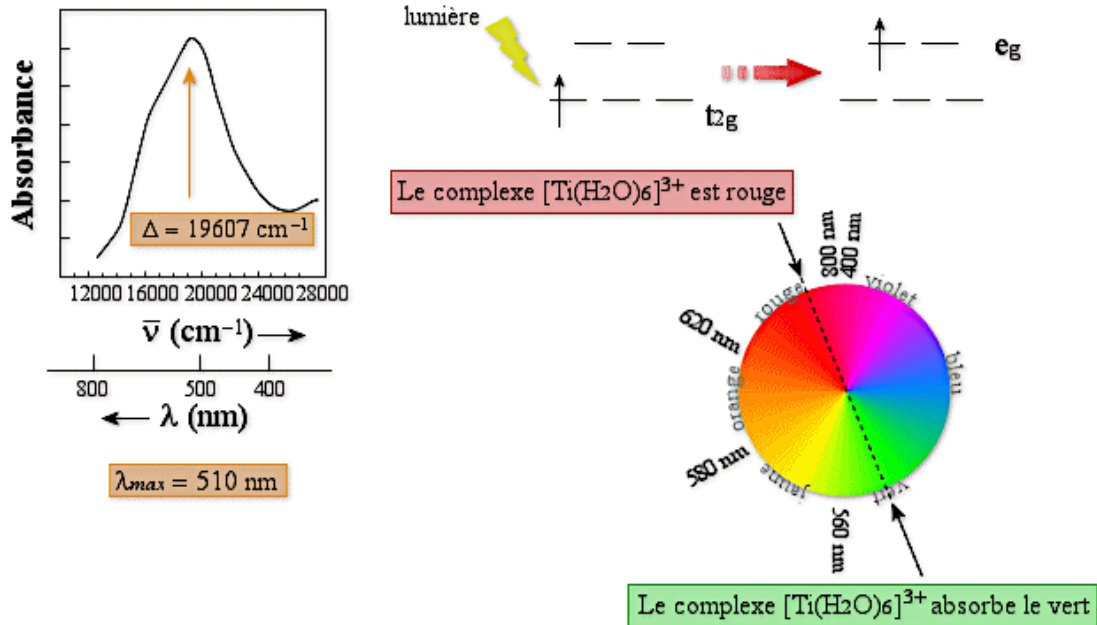 lumière
e₉
t₂g
Absorbance
Δ = 19607 cm⁻¹
12000 16000 20000 24000 28000
ν̅ (cm⁻¹)
800 500 400
λ (nm)
λmax = 510 nm
Le complexe [Ti(H2O)6]³⁺ est rouge
800 nm
400 nm
violet
rouge
620 nm
bleu
orange
580 nm
jaune
560 nm
vert
Le complexe [Ti(H2O)6]³⁺ absorbe le vert